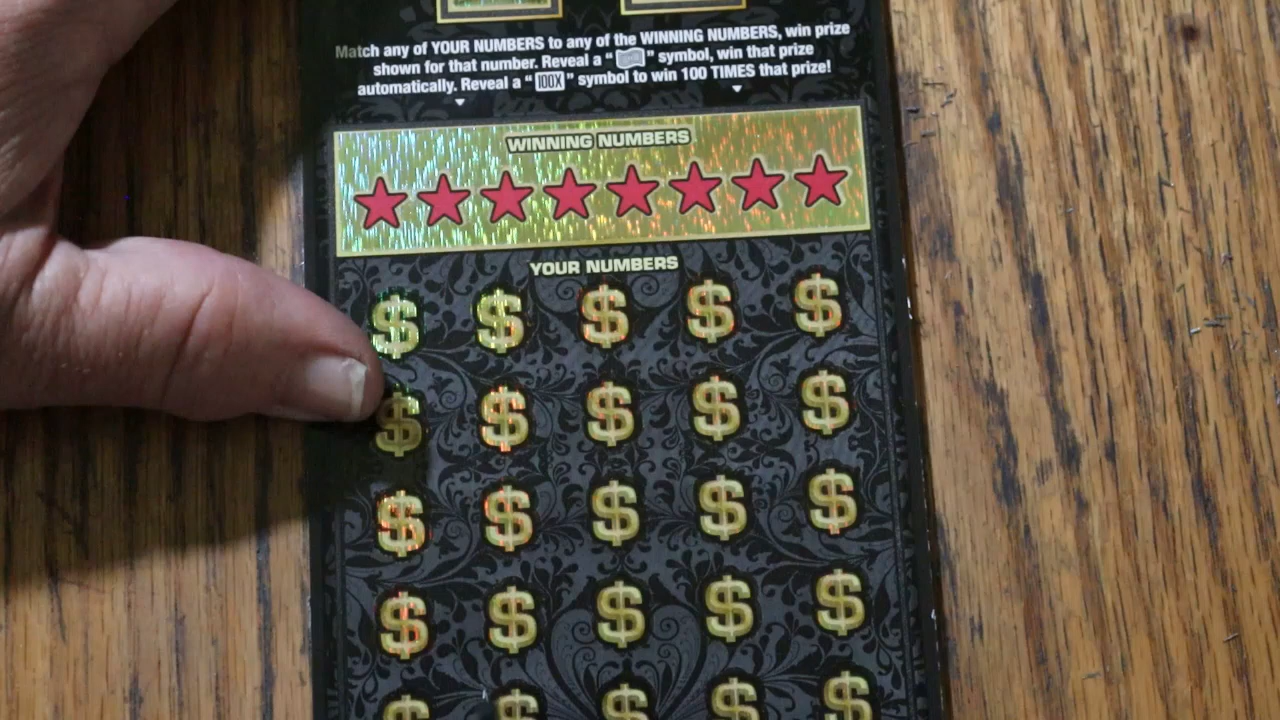 Match any of YOUR NUMBERS to any of the WINNING NUMBERS, win prize
shown for that number. Reveal a " " symbol, win that prize
automatically. Reveal a "100X" symbol to win 100 TIMES that prize!
WINNING NUMBERS
YOUR NUMBERS
$ $ $ $ $
$ $ $ $ $
$ $ $ $ $
$ $ $ $ $
$ $ $ $ $